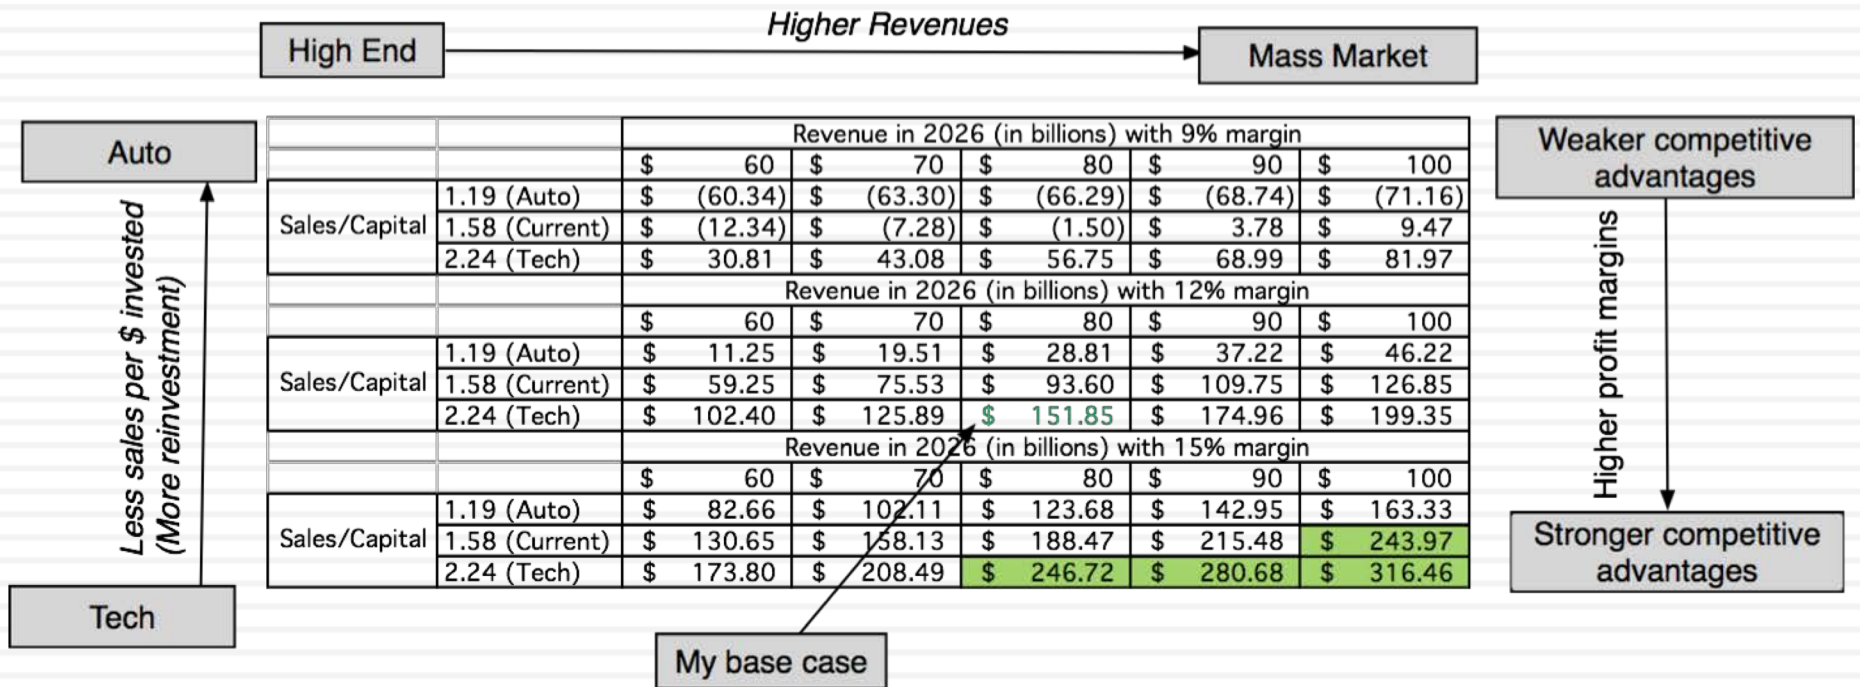 Higher Revenues
High End
Mass Market
Auto
Weaker competitive
advantages
Less sales per $ invested
(More reinvestment)
Higher profit margins
Revenue in 2026 (in billions) with 9% margin
$ 60 $ 70 $ 80 $ 90 $ 100
1.19 (Auto) $ (60.34) $ (63.30) $ (66.29) $ (68.74) $ (71.16)
Sales/Capital 1.58 (Current) $ (12.34) $ (7.28) $ (1.50) $ 3.78 $ 9.47
2.24 (Tech) $ 30.81 $ 43.08 $ 56.75 $ 68.99 $ 81.97
Revenue in 2026 (in billions) with 12% margin
$ 60 $ 70 $ 80 $ 90 $ 100
1.19 (Auto) $ 11.25 $ 19.51 $ 28.81 $ 37.22 $ 46.22
Sales/Capital 1.58 (Current) $ 59.25 $ 75.53 $ 93.60 $ 109.75 $ 126.85
2.24 (Tech) $ 102.40 $ 125.89 $ 151.85 $ 174.96 $ 199.35
Revenue in 2026 (in billions) with 15% margin
$ 60 $ 70 $ 80 $ 90 $ 100
1.19 (Auto) $ 82.66 $ 102.11 $ 123.68 $ 142.95 $ 163.33
Sales/Capital 1.58 (Current) $ 130.65 $ 158.13 $ 188.47 $ 215.48 $ 243.97
2.24 (Tech) $ 173.80 $ 208.49 $ 246.72 $ 280.68 $ 316.46
Stronger competitive
advantages
Tech
My base case